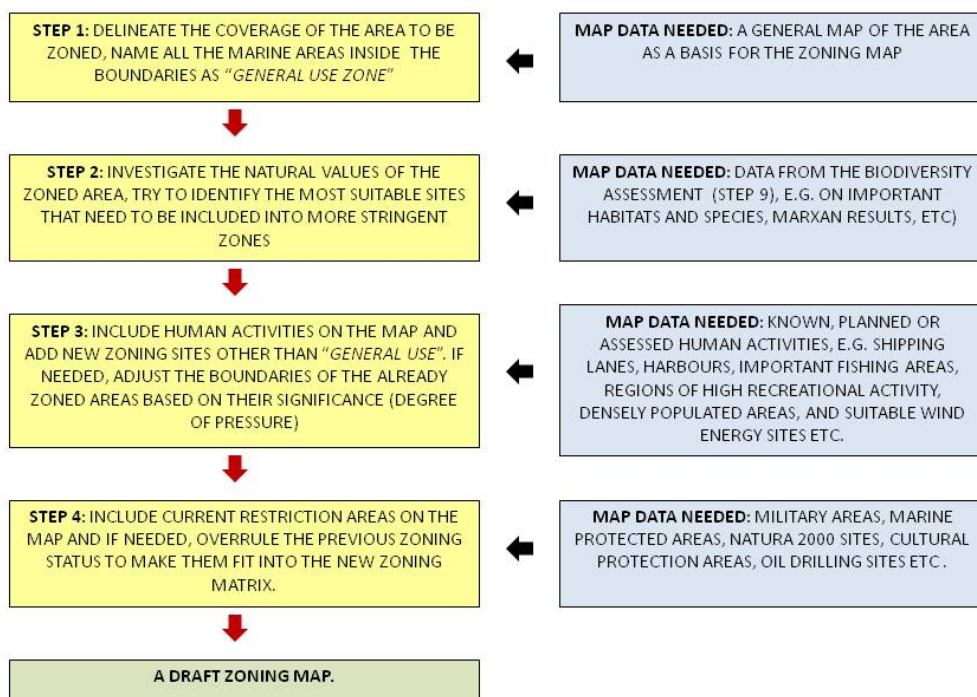 STEP 1: DELINEATE THE COVERAGE OF THE AREA TO BE
ZONED, NAME ALL THE MARINE AREAS INSIDE THE
BOUNDARIES AS "GENERAL USE ZONE"
MAP DATA NEEDED: A GENERAL MAP OF THE AREA
AS A BASIS FOR THE ZONING MAP
STEP 2: INVESTIGATE THE NATURAL VALUES OF THE
ZONED AREA, TRY TO IDENTIFY THE MOST SUITABLE SITES
THAT NEED TO BE INCLUDED INTO MORE STRINGENT
ZONES
MAP DATA NEEDED: DATA FROM THE BIODIVERSITY
ASSESSMENT (STEP 9), E.G. ON IMPORTANT
HABITATS AND SPECIES, MARXAN RESULTS, ETC)
STEP 3: INCLUDE HUMAN ACTIVITIES ON THE MAP AND
ADD NEW ZONING SITES OTHER THAN "GENERAL USE". IF
NEEDED, ADJUST THE BOUNDARIES OF THE ALREADY
ZONED AREAS BASED ON THEIR SIGNIFICANCE (DEGREE
OF PRESSURE)
MAP DATA NEEDED: KNOWN, PLANNED OR
ASSESSED HUMAN ACTIVITIES, E.G. SHIPPING
LANES, HARBOURS, IMPORTANT FISHING AREAS,
REGIONS OF HIGH RECREATIONAL ACTIVITY,
DENSELY POPULATED AREAS, AND SUITABLE WIND
ENERGY SITES ETC.
STEP 4: INCLUDE CURRENT RESTRICTION AREAS ON THE
MAP AND IF NEEDED, OVERRULE THE PREVIOUS ZONING
STATUS TO MAKE THEM FIT INTO THE NEW ZONING
MATRIX.
MAP DATA NEEDED: MILITARY AREAS, MARINE
PROTECTED AREAS, NATURA 2000 SITES, CULTURAL
PROTECTION AREAS, OIL DRILLING SITES ETC .
A DRAFT ZONING MAP.